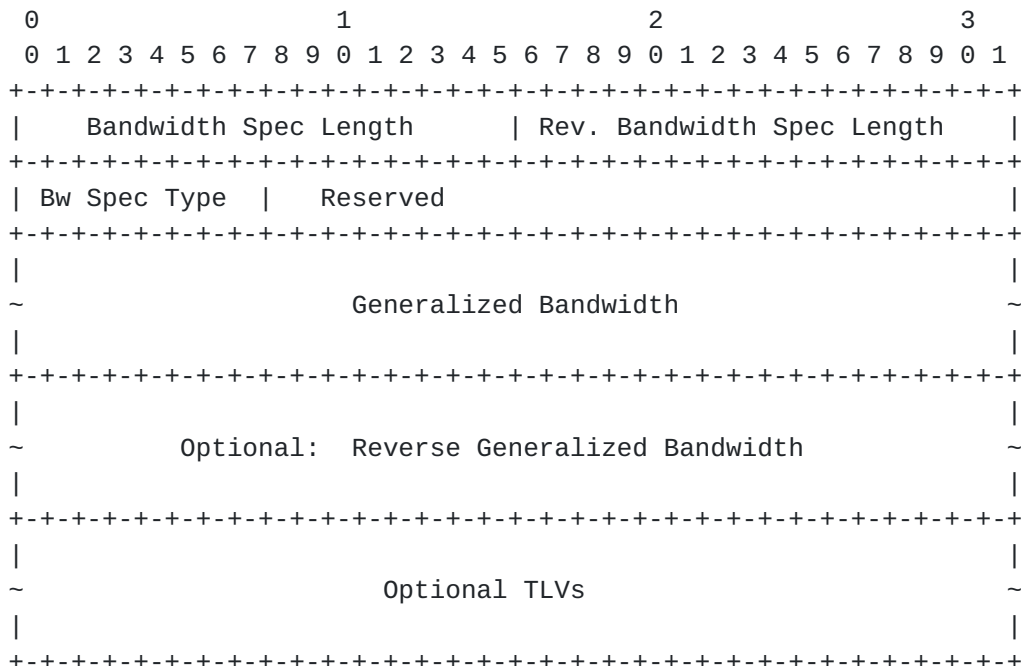 0                   1                   2                   3
 0 1 2 3 4 5 6 7 8 9 0 1 2 3 4 5 6 7 8 9 0 1 2 3 4 5 6 7 8 9 0 1
+-+-+-+-+-+-+-+-+-+-+-+-+-+-+-+-+-+-+-+-+-+-+-+-+-+-+-+-+-+-+-+-+
|    Bandwidth Spec Length      | Rev. Bandwidth Spec Length    |
+-+-+-+-+-+-+-+-+-+-+-+-+-+-+-+-+-+-+-+-+-+-+-+-+-+-+-+-+-+-+-+-+
| Bw Spec Type  |   Reserved                                    |
+-+-+-+-+-+-+-+-+-+-+-+-+-+-+-+-+-+-+-+-+-+-+-+-+-+-+-+-+-+-+-+-+
|                                                               |
~                     Generalized Bandwidth                     ~
|                                                               |
+-+-+-+-+-+-+-+-+-+-+-+-+-+-+-+-+-+-+-+-+-+-+-+-+-+-+-+-+-+-+-+-+
|                                                               |
~          Optional:  Reverse Generalized Bandwidth             ~
|                                                               |
+-+-+-+-+-+-+-+-+-+-+-+-+-+-+-+-+-+-+-+-+-+-+-+-+-+-+-+-+-+-+-+-+
|                                                               |
~                       Optional TLVs                           ~
|                                                               |
+-+-+-+-+-+-+-+-+-+-+-+-+-+-+-+-+-+-+-+-+-+-+-+-+-+-+-+-+-+-+-+-+